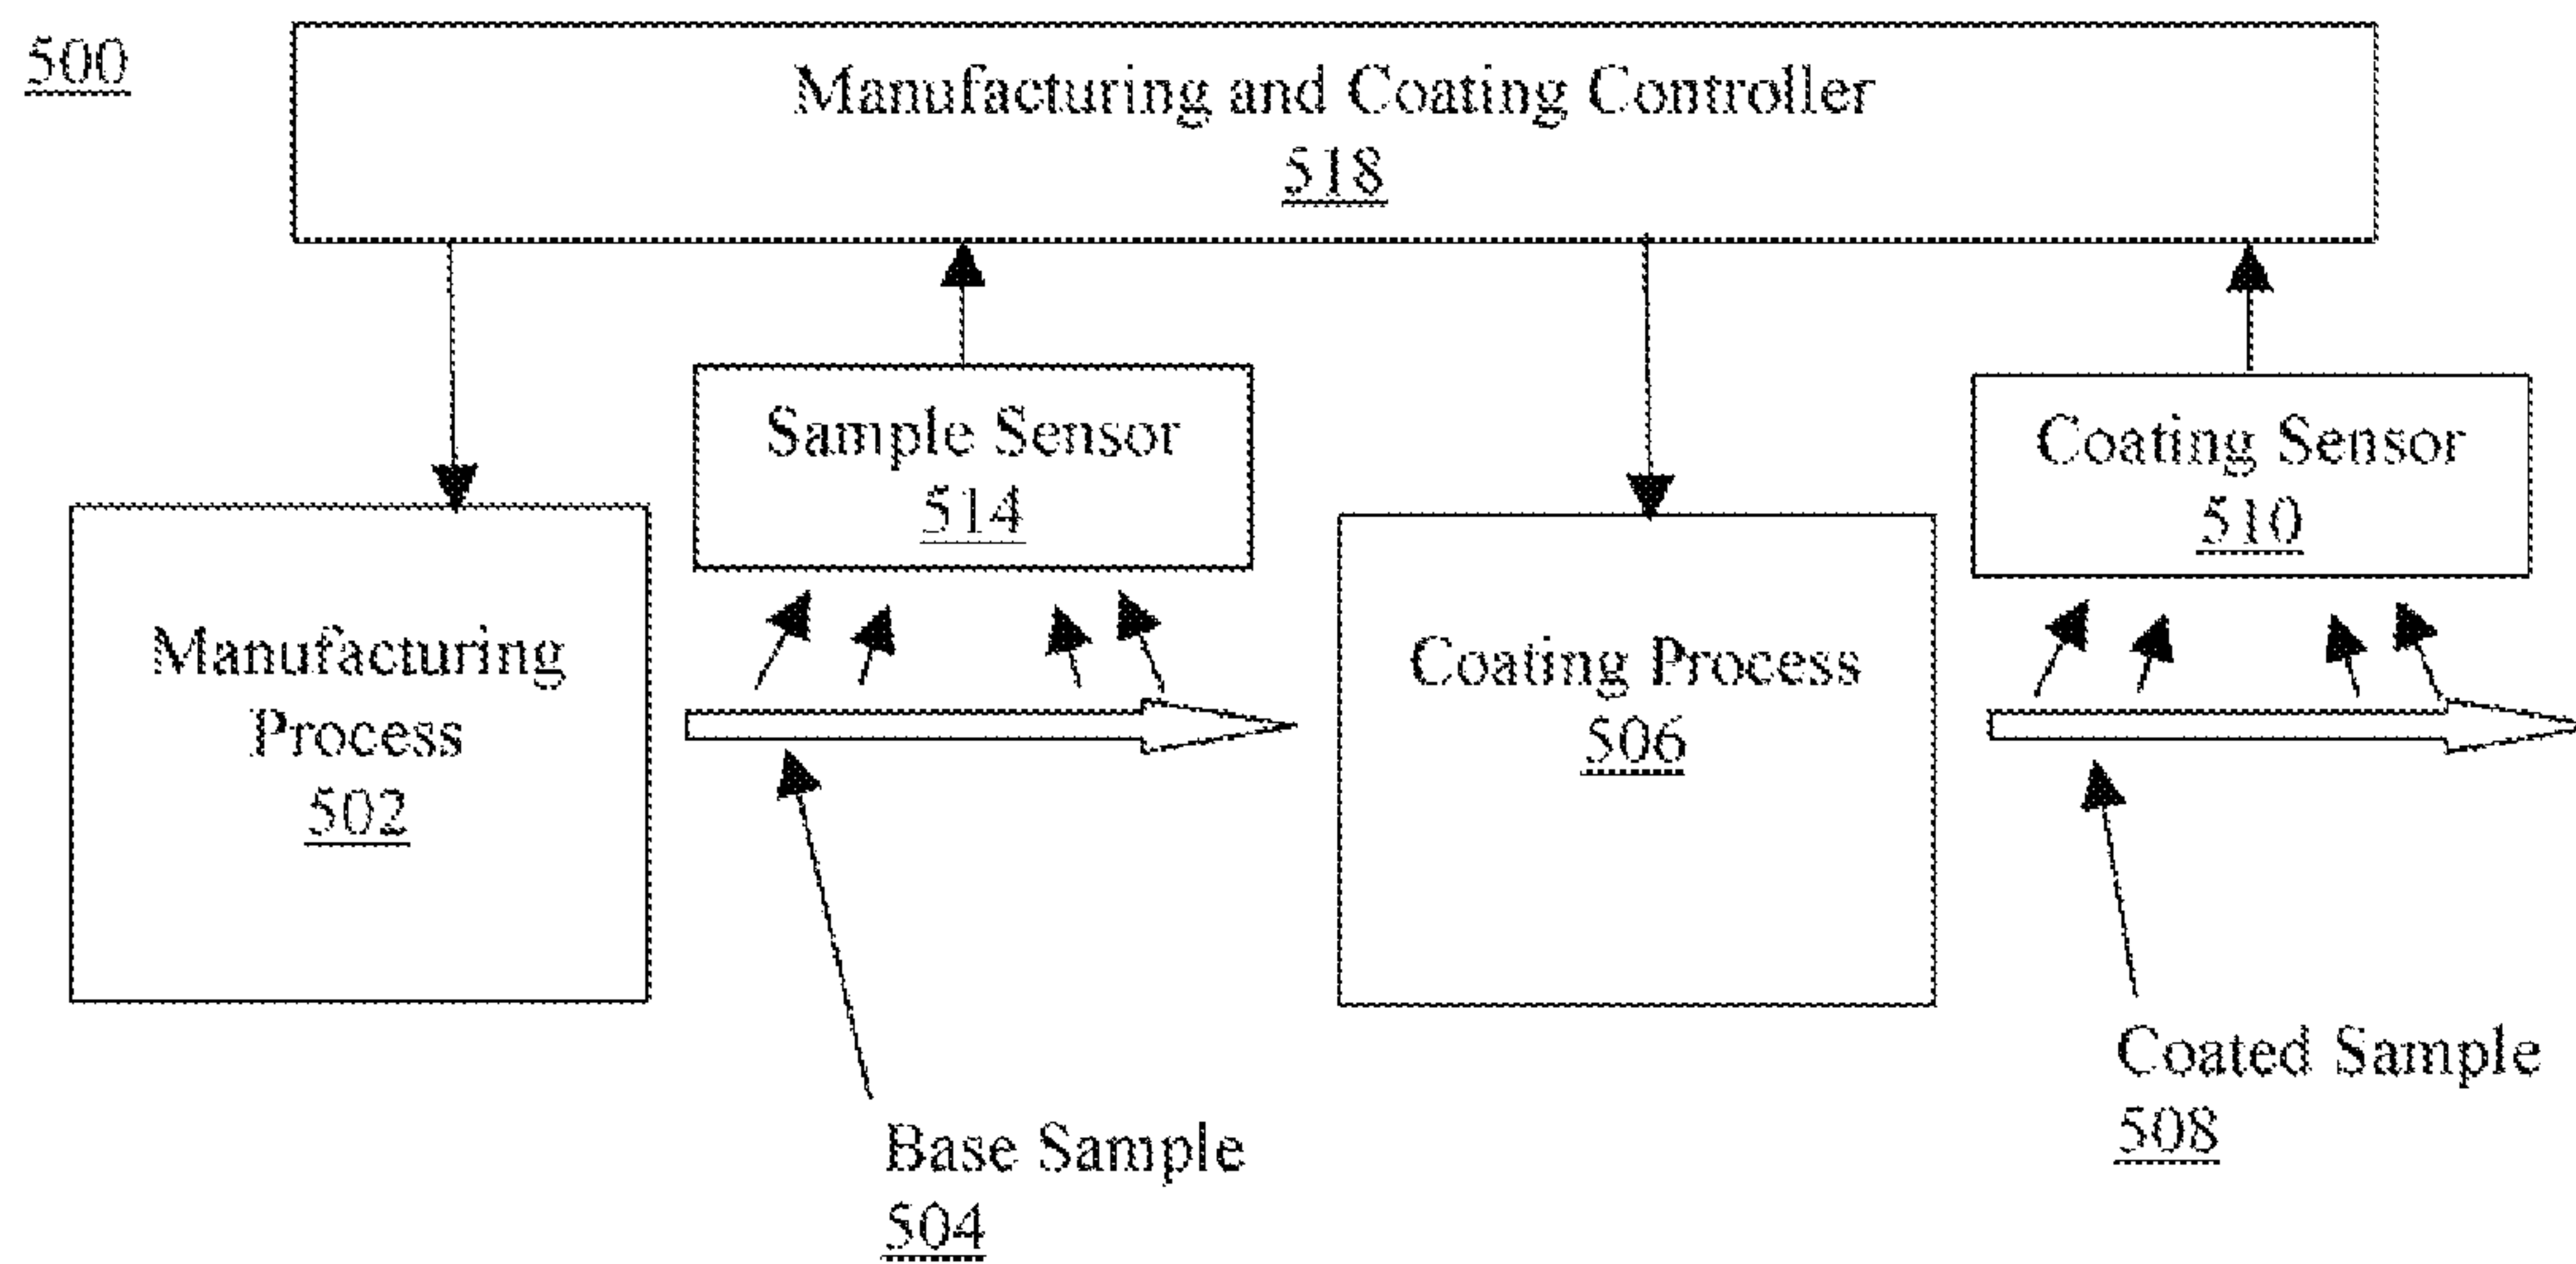 500
Manufacturing and Coating Controller
518
Sample Sensor
514
Coating Sensor
510
Manufacturing
Process
502
Coating Process
506
Coated Sample
508
Base Sample
504